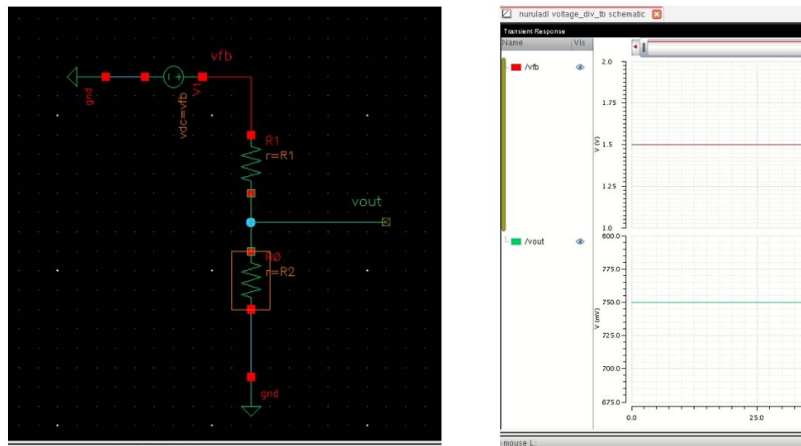 vfb
gnd
vdc=vfb
V1
R1
r=R1
vout
R0
r=R2
gnd
nuruladl voltage_div_tb schematic
Transient Response
Name
Vis
/vfb
/vout
V (V)
2.0
1.75
1.5
1.25
1.0
V (mV)
800.0
775.0
750.0
725.0
700.0
675.0
0.0
25.0
mouse L: